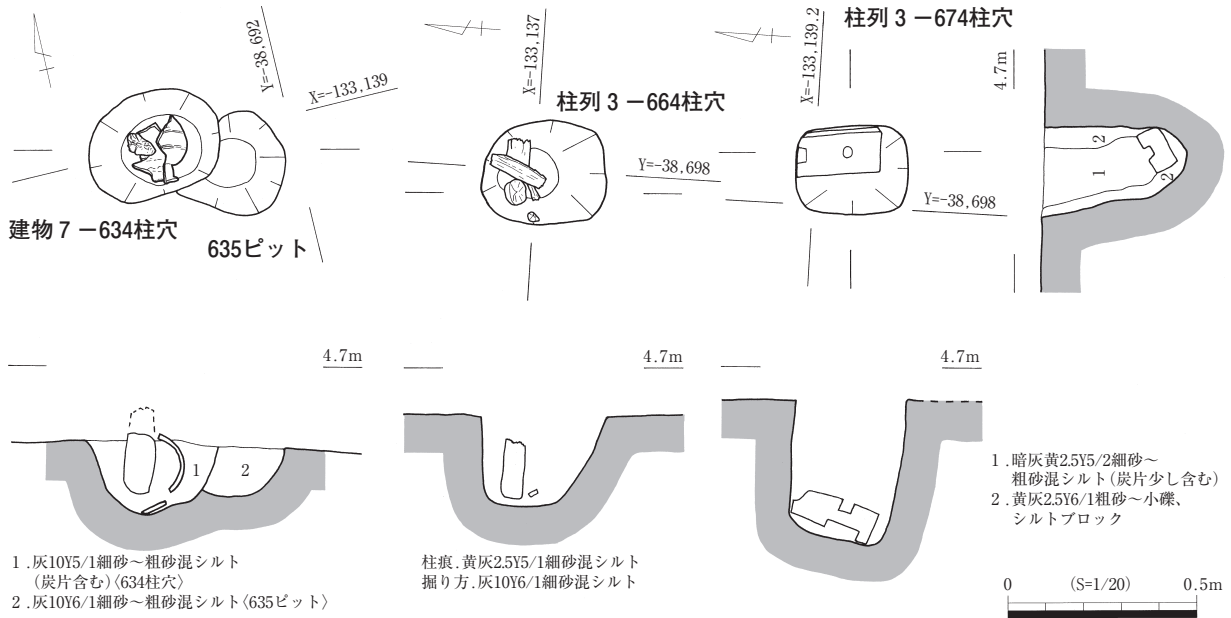 Y=-38,692
X=-133,139
建物７－634柱穴
635ピット
X=-133,137
柱列３－664柱穴
Y=-38,698
柱列３－674柱穴
X=-133,139.2
Y=-38,698
4.7m
2
1
2
4.7m
1
2
4.7m
4.7m
1．灰10Y5/1細砂～粗砂混シルト
（炭片含む）〈634柱穴〉
2．灰10Y6/1細砂～粗砂混シルト〈635ピット〉
柱痕．黄灰2.5Y5/1細砂混シルト
掘り方．灰10Y6/1細砂混シルト
1．暗灰黄2.5Y5/2細砂～
粗砂混シルト（炭片少し含む）
2．黄灰2.5Y6/1粗砂～小礫、
シルトブロック
0 (S=1/20) 0.5m